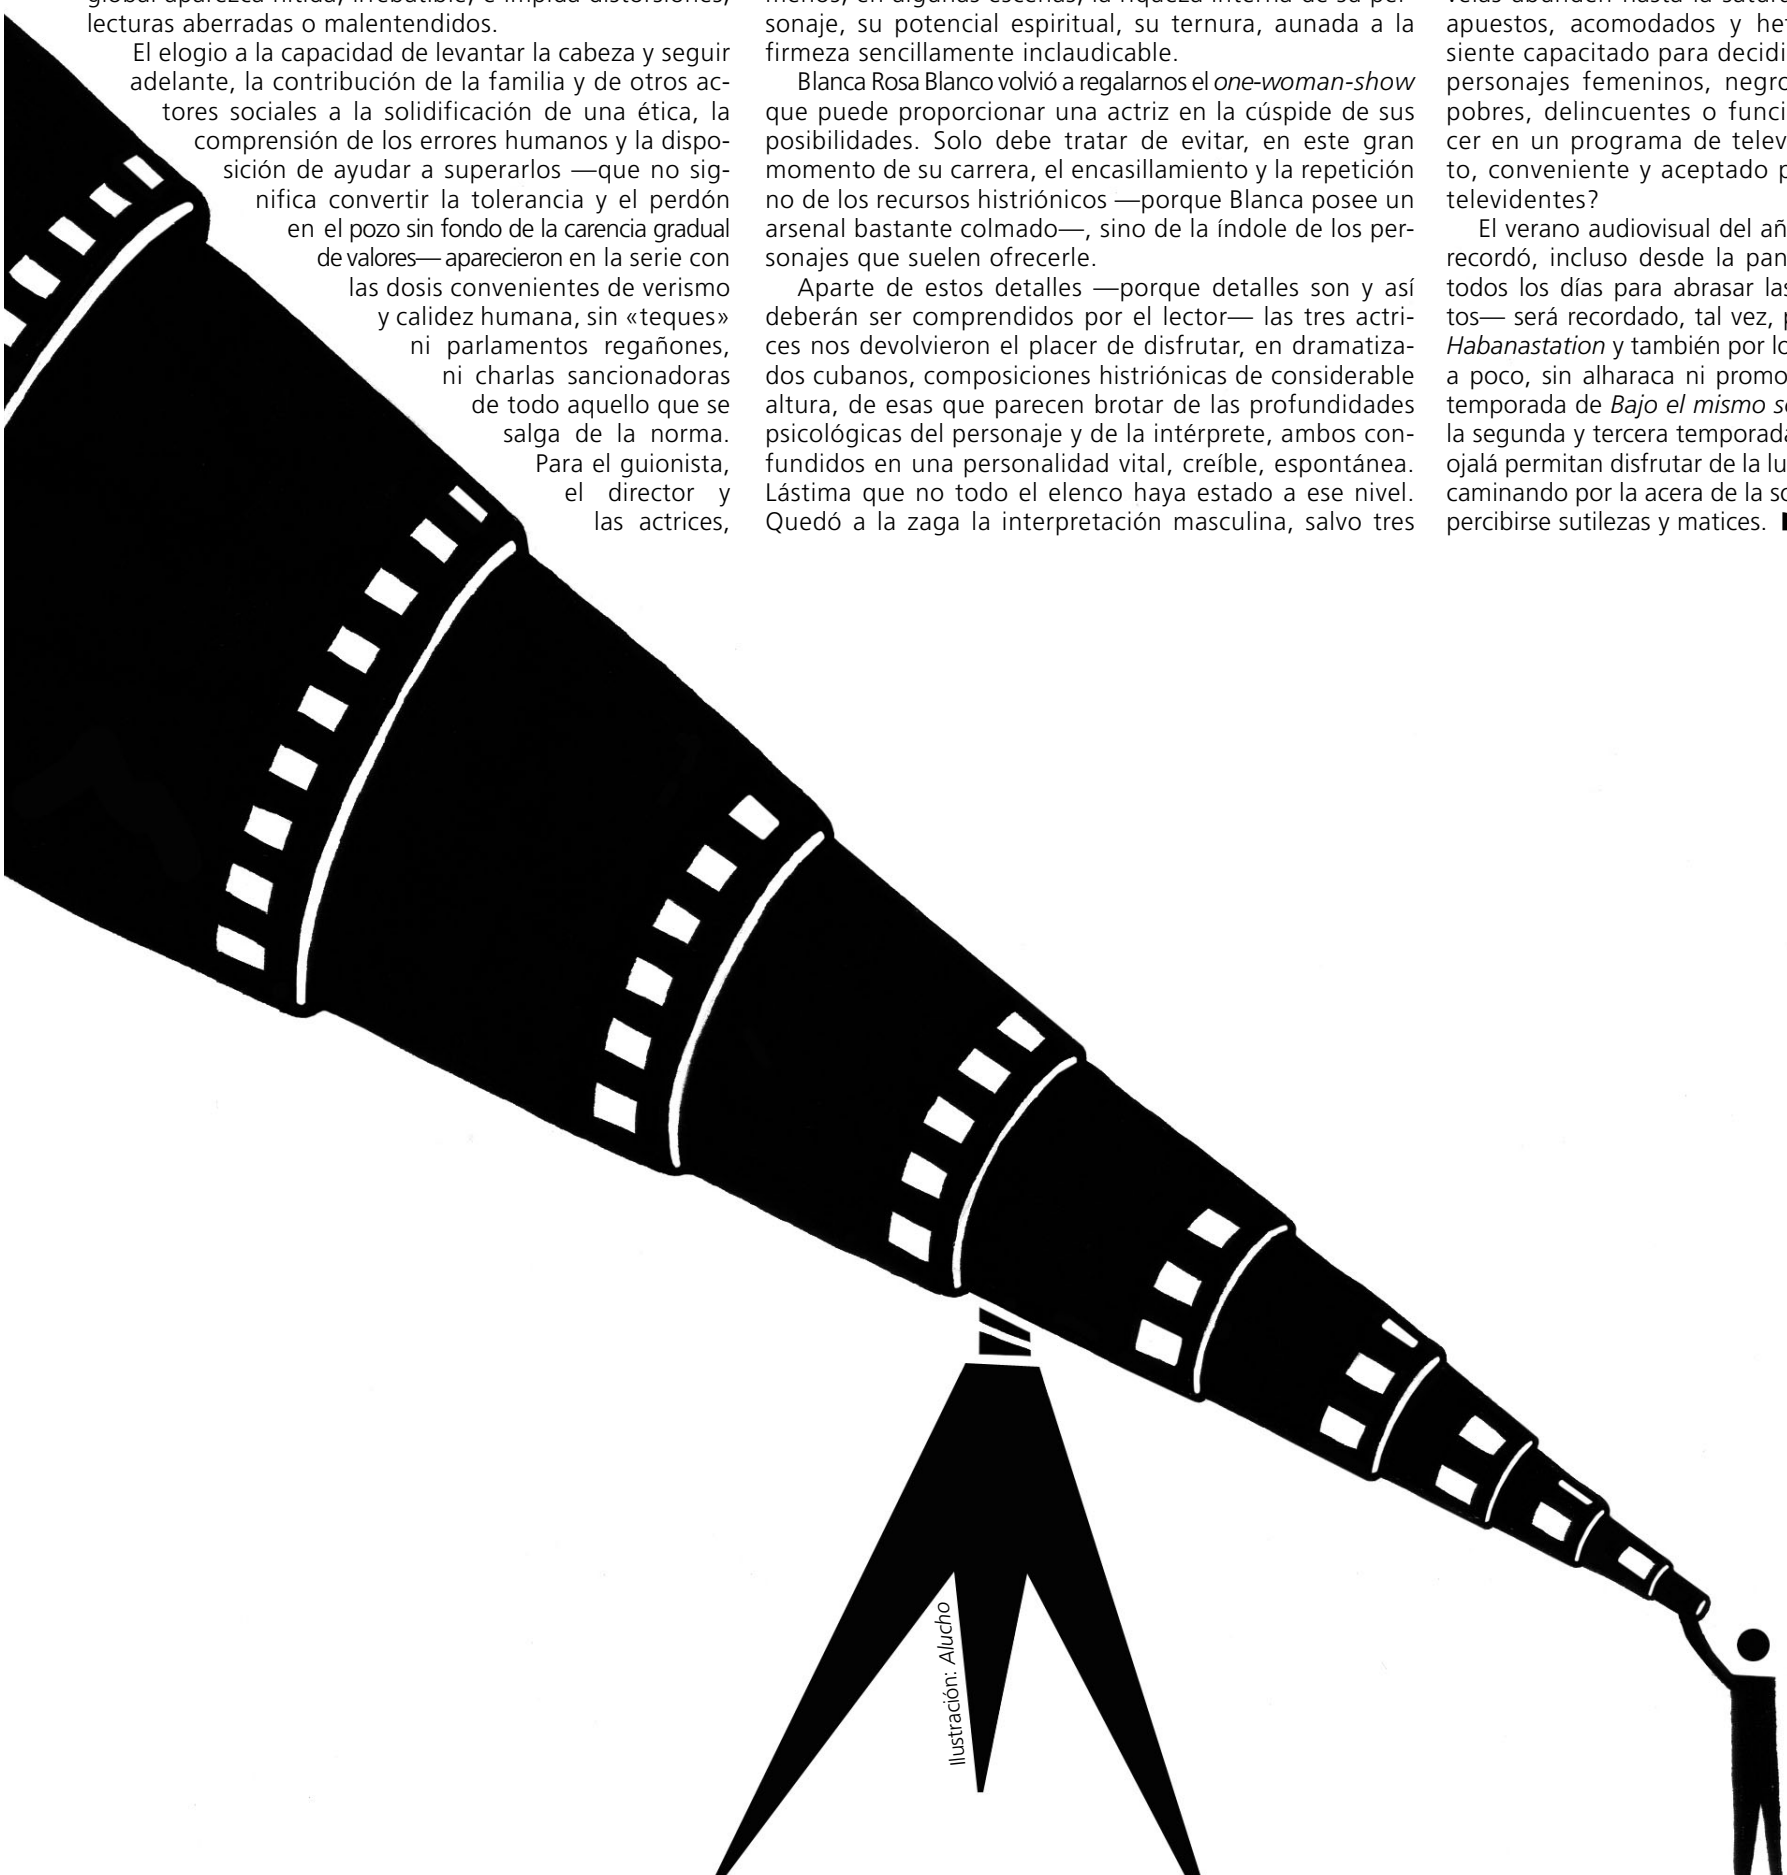 lecturas aberradas o malentendidos.
El elogio a la capacidad de levantar la cabeza y seguir
adelante, la contribución de la familia y de otros ac-
tores sociales a la solidificación de una ética, la
comprensión de los errores humanos y la dispo-
sición de ayudar a superarlos —que no sig-
nifica convertir la tolerancia y el perdón
en el pozo sin fondo de la carencia gradual
de valores— aparecieron en la serie con
las dosis convenientes de verismo
y calidez humana, sin «teques»
ni parlamentos regañones,
ni charlas sancionadoras
de todo aquello que se
salga de la norma.
Para el guionista,
el director y
las actrices,
sonaje, su potencial espiritual, su ternura, aunada a la
firmeza sencillamente inclaudicable.
Blanca Rosa Blanco volvió a regalarnos el one-woman-show
que puede proporcionar una actriz en la cúspide de sus
posibilidades. Solo debe tratar de evitar, en este gran
momento de su carrera, el encasillamiento y la repetición
no de los recursos histriónicos —porque Blanca posee un
arsenal bastante colmado—, sino de la índole de los per-
sonajes que suelen ofrecerle.
Aparte de estos detalles —porque detalles son y así
deberán ser comprendidos por el lector— las tres actri-
ces nos devolvieron el placer de disfrutar, en dramatiza-
dos cubanos, composiciones histriónicas de considerable
altura, de esas que parecen brotar de las profundidades
psicológicas del personaje y de la intérprete, ambos con-
fundidos en una personalidad vital, creíble, espontánea.
Lástima que no todo el elenco haya estado a ese nivel.
Quedó a la zaga la interpretación masculina, salvo tres
apuestos, acomodados y he
siente capacitado para decidi
personajes femeninos, negro
pobres, delincuentes o funci
cer en un programa de telev
to, conveniente y aceptado p
televidentes?
El verano audiovisual del añ
recordó, incluso desde la pan
todos los días para abrasar las
tos— será recordado, tal vez, p
Habanastation y también por lo
a poco, sin alharaca ni promo
temporada de Bajo el mismo so
la segunda y tercera temporada
ojalá permitan disfrutar de la lu
caminando por la acera de la so
percibirse sutilezas y matices.
Ilustración: Alucho